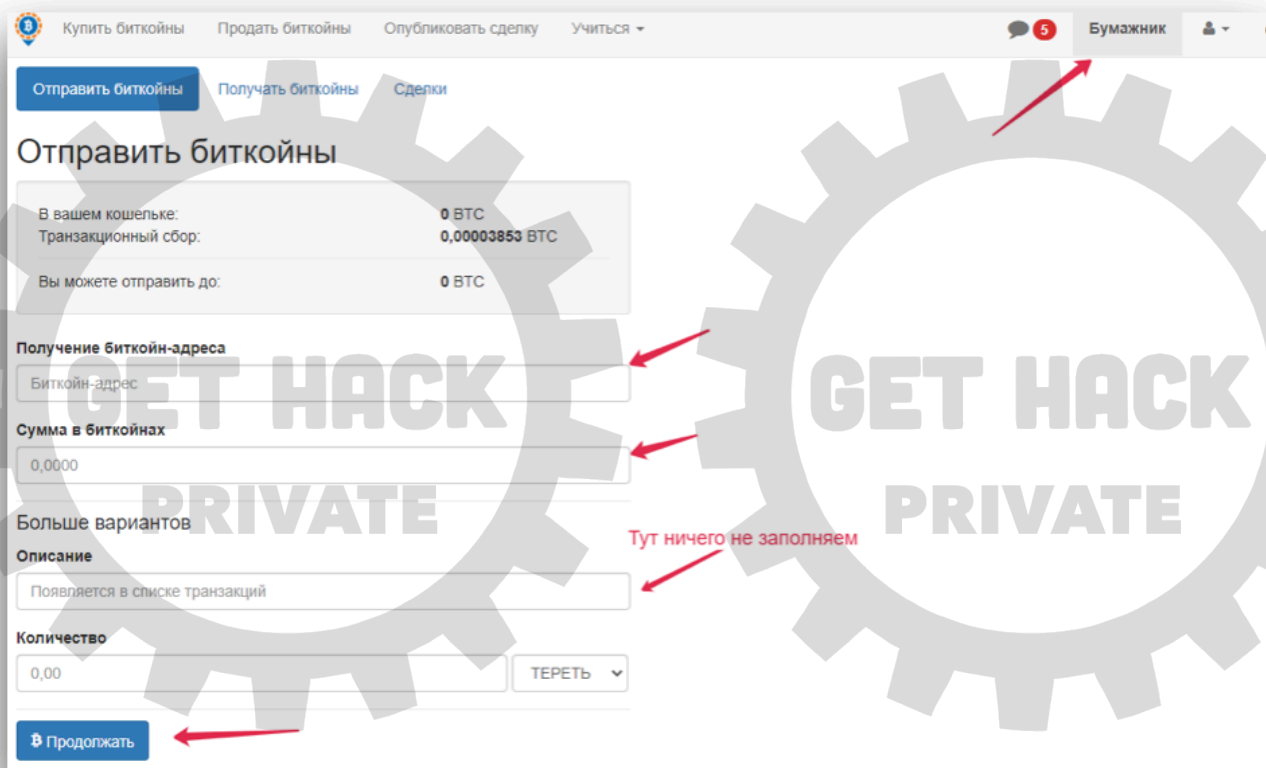 Купить биткойны Продать биткойны Опубликовать сделку Учиться 5 Бумажник
Отправить биткойны Получать биткойны Сделки
Отправить биткойны
В вашем кошельке: 0 BTC
Транзакционный сбор: 0,00003853 BTC
Вы можете отправить до: 0 BTC
Получение биткойн-адреса
Биткойн-адрес
GET HACK GET HACK
Сумма в биткойнах
0,0000
PRIVATE PRIVATE
Больше вариантов
Тут ничего не заполняем
Описание
Появляется в списке транзакций
Количество
0,00 ТЕРЕТЬ
Продолжать